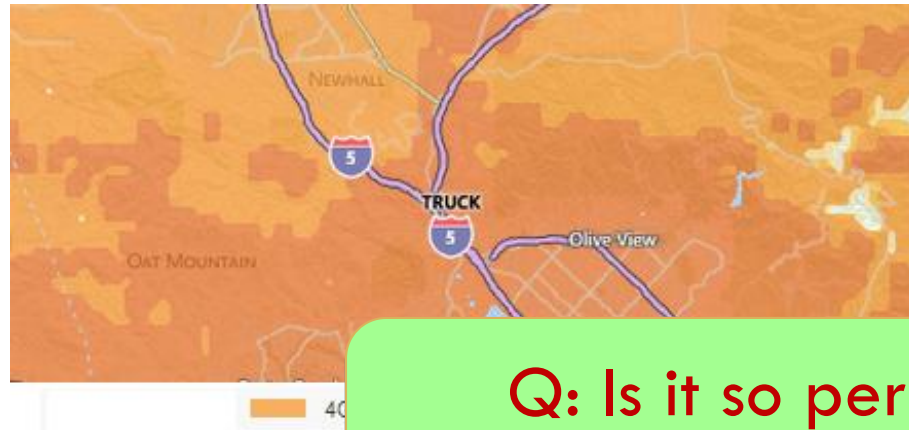 NEWHALL
5
TRUCK
5
Olive View
OAT MOUNTAIN
40
Q: Is it so per